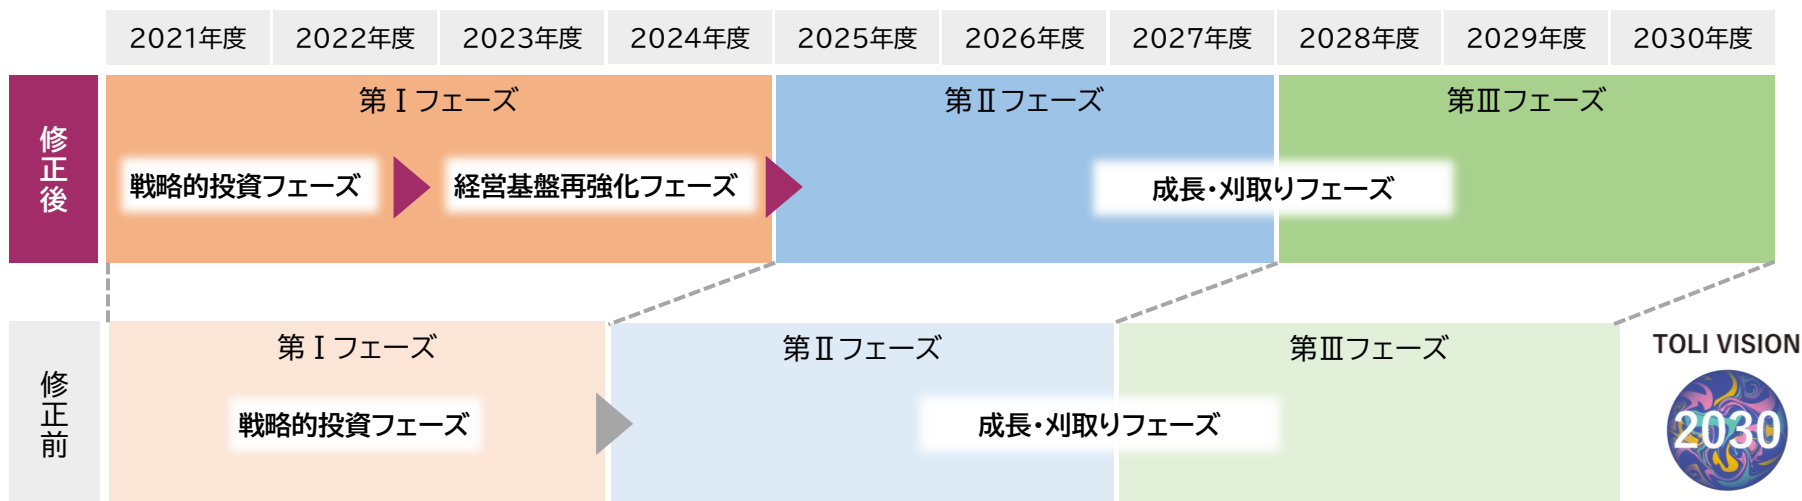 2021年度 2022年度 2023年度 2024年度 2025年度 2026年度 2027年度 2028年度 2029年度 2030年度
修正後
第Ⅰフェーズ 第Ⅱフェーズ 第Ⅲフェーズ
戦略的投資フェーズ 経営基盤再強化フェーズ 成長・刈取りフェーズ
修正前
第Ⅰフェーズ 第Ⅱフェーズ 第Ⅲフェーズ
戦略的投資フェーズ 成長・刈取りフェーズ
TOLI VISION
2030